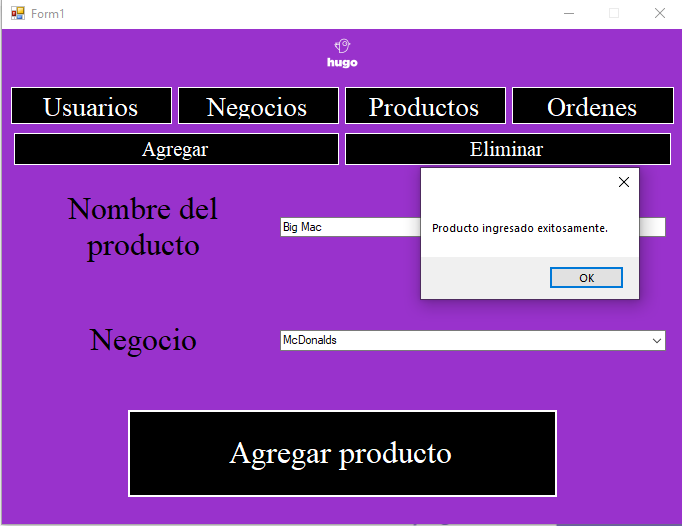 Form1
hugo
Usuarios
Negocios
Productos
Ordenes
Agregar
Eliminar
Nombre del
producto
Big Mac
Producto ingresado exitosamente.
OK
Negocio
McDonalds
Agregar producto